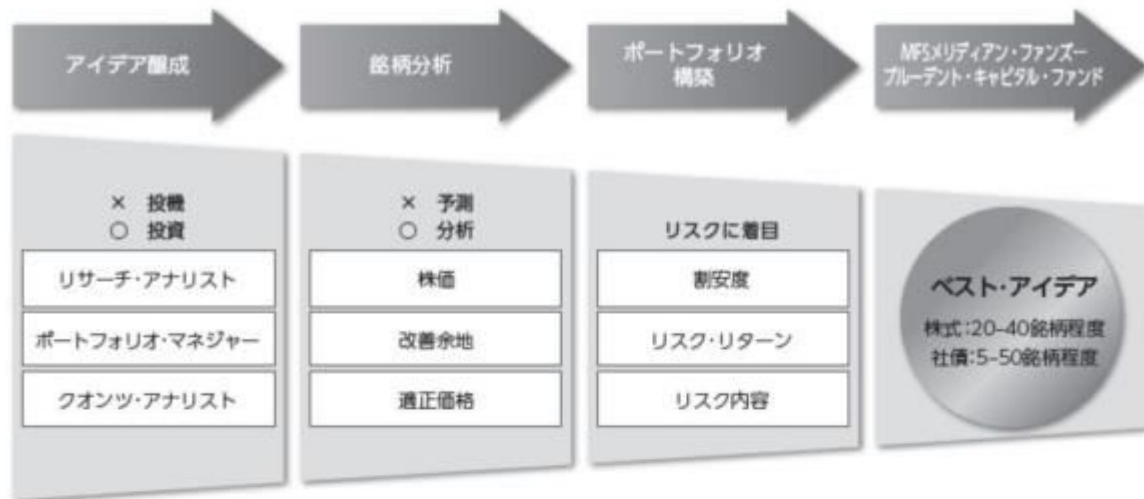 アイデア醸成
銘柄分析
ポートフォリオ
構築
MFSメリディアン・ファンズー
プルーデント・キャピタル・ファンド
× 投機
○ 投資
リサーチ・アナリスト
ポートフォリオ・マネジャー
クオンツ・アナリスト
× 予測
○ 分析
株価
改善余地
適正価格
リスクに着目
割安度
リスク・リターン
リスク内容
ベスト・アイデア
株式:20-40銘柄程度
社債:5-50銘柄程度